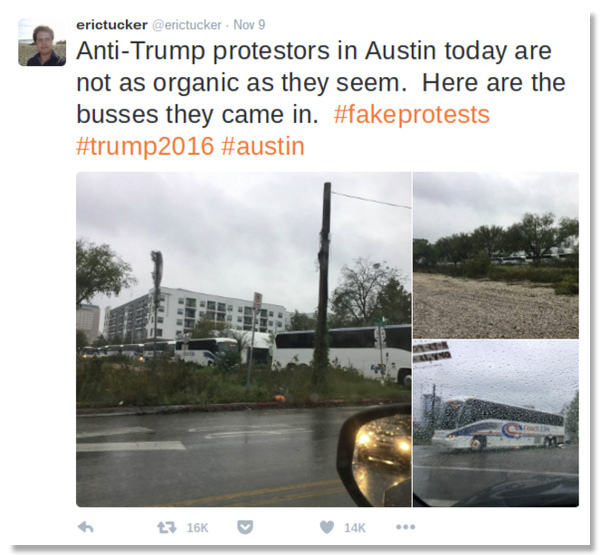 erictucker @erictucker · Nov 9
Anti-Trump protestors in Austin today are
not as organic as they seem.  Here are the
busses they came in.  #fakeprotests
#trump2016 #austin
16K 14K